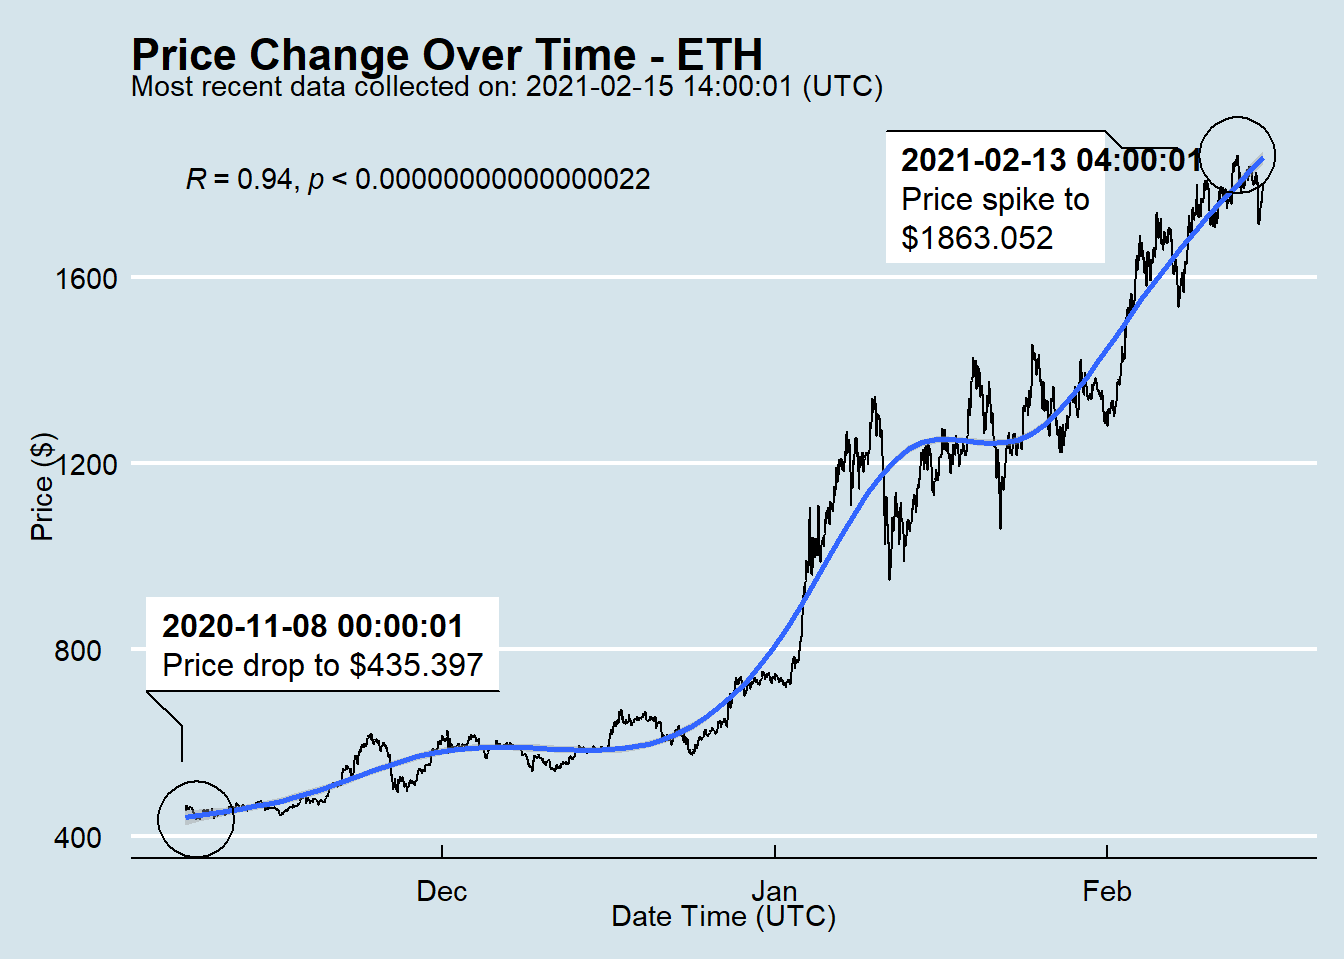 Price Change Over Time - ETH
Most recent data collected on: 2021-02-15 14:00:01 (UTC)
R = 0.94, p < 0.00000000000000022
2021-02-13 04:00:01
Price spike to
$1863.052
1600
1200
800
400
Price ($)
2020-11-08 00:00:01
Price drop to $435.397
Dec
Jan
Feb
Date Time (UTC)